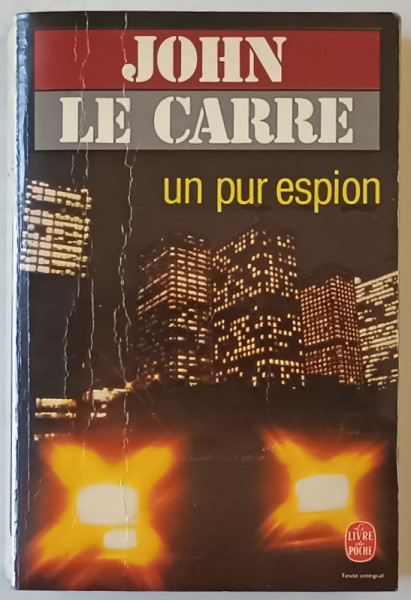 JOHN
LE CARRE
un pur espion
Le
LIVRE
de
POCHE
Texte intégral